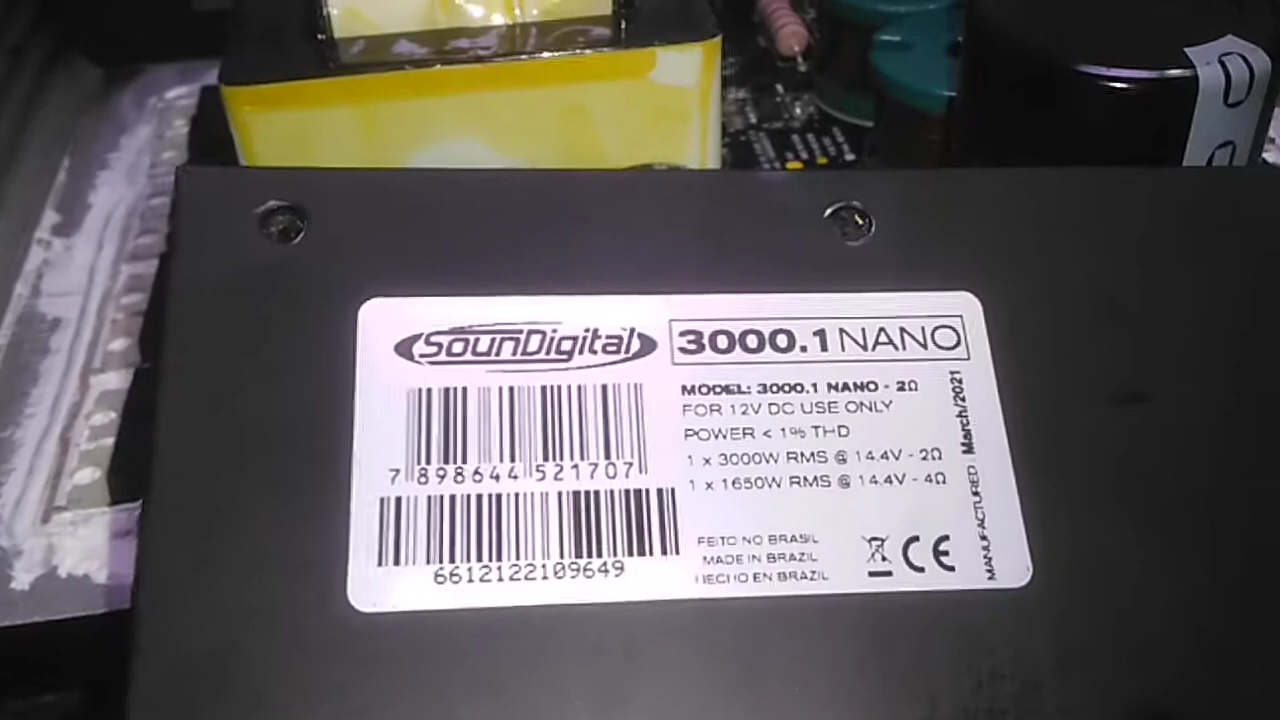 SounDigital
3000.1 NANO
7 898644 521707
6612122109649
MODEL: 3000.1 NANO - 2Ω
FOR 12V DC USE ONLY
POWER < 1% THD
1 x 3000W RMS @ 14.4V - 2Ω
1 x 1650W RMS @ 14.4V - 4Ω
FEITO NO BRASIL
MADE IN BRAZIL
HECHO EN BRAZIL
CE
MANUFACTURED March/2021